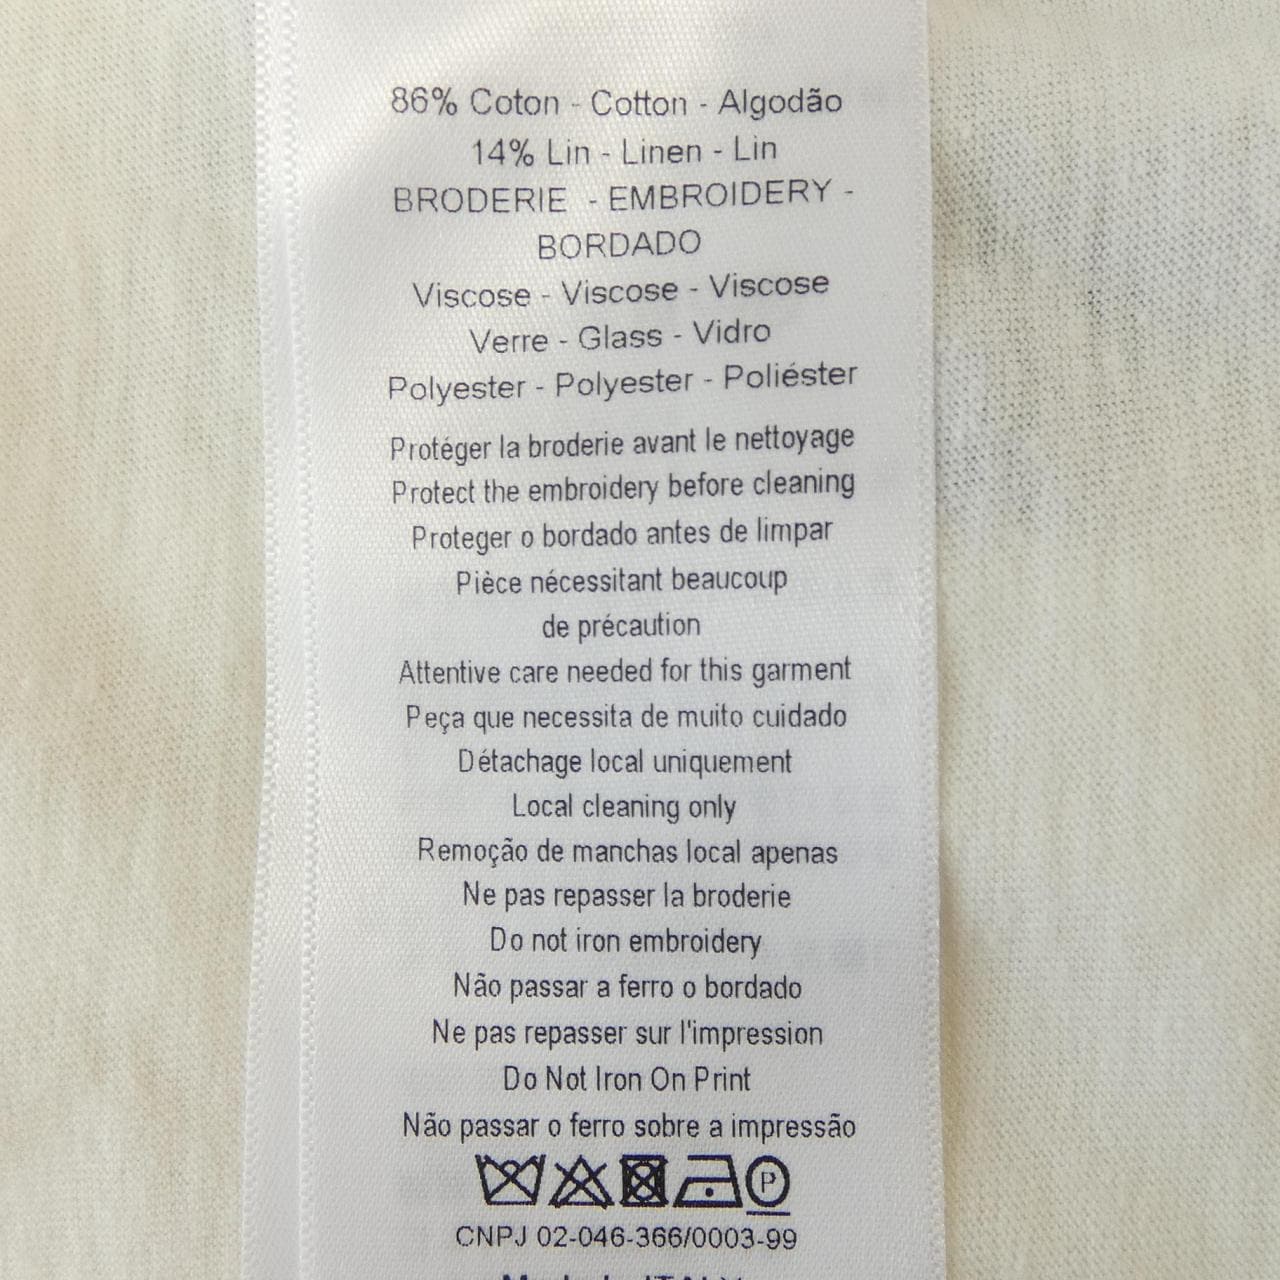 86% Coton - Cotton - Algodão
14% Lin - Linen - Lin
BRODERIE - EMBROIDERY -
BORDADO
Viscose - Viscose - Viscose
Verre - Glass - Vidro
Polyester - Polyester - Poliéster
Protéger la broderie avant le nettoyage
Protect the embroidery before cleaning
Proteger o bordado antes de limpar
Pièce nécessitant beaucoup
de précaution
Attentive care needed for this garment
Peça que necessita de muito cuidado
Détachage local uniquement
Local cleaning only
Remoção de manchas local apenas
Ne pas repasser la broderie
Do not iron embroidery
Não passar a ferro o bordado
Ne pas repasser sur l'impression
Do Not Iron On Print
Não passar o ferro sobre a impressão
P
CNPJ 02-046-366/0003-99